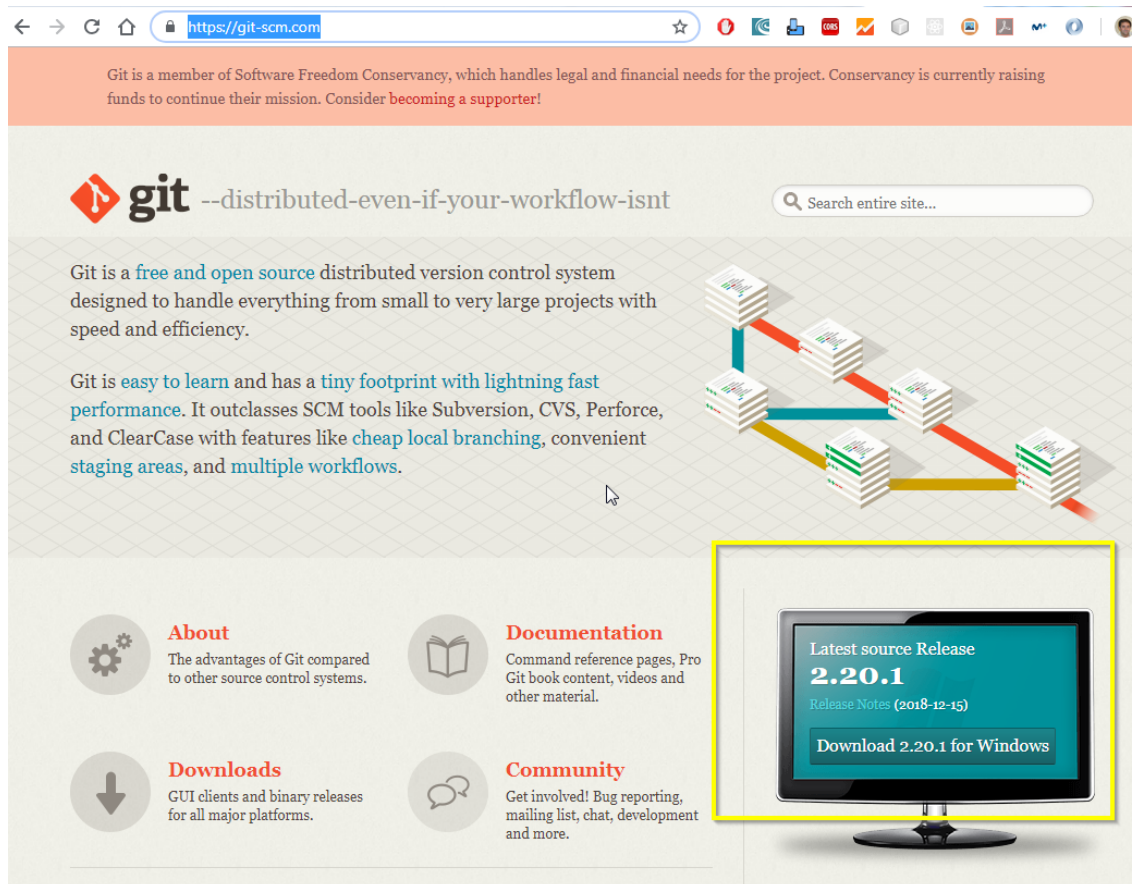 https://git-scm.com
CORS
Git is a member of Software Freedom Conservancy, which handles legal and financial needs for the project. Conservancy is currently raising
funds to continue their mission. Consider becoming a supporter!
git --distributed-even-if-your-workflow-isnt
Search entire site...
Git is a free and open source distributed version control system
designed to handle everything from small to very large projects with
speed and efficiency.
Git is easy to learn and has a tiny footprint with lightning fast
performance. It outclasses SCM tools like Subversion, CVS, Perforce,
and ClearCase with features like cheap local branching, convenient
staging areas, and multiple workflows.
About
The advantages of Git compared
to other source control systems.
Documentation
Command reference pages, Pro
Git book content, videos and
other material.
Downloads
GUI clients and binary releases
for all major platforms.
Community
Get involved! Bug reporting,
mailing list, chat, development
and more.
Latest source Release
2.20.1
Release Notes (2018-12-15)
Download 2.20.1 for Windows